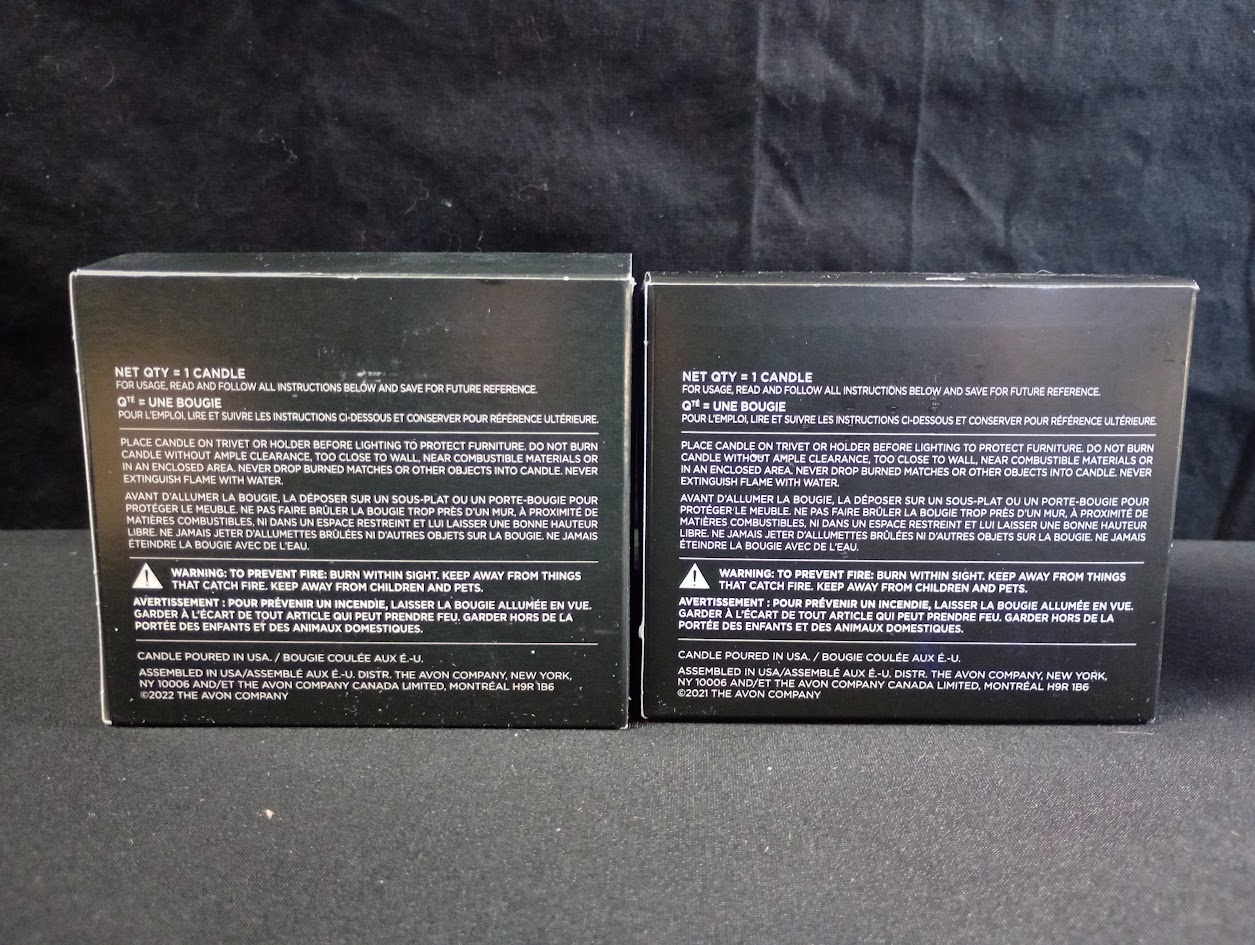 NET QTY = 1 CANDLE
FOR USAGE, READ AND FOLLOW ALL INSTRUCTIONS BELOW AND SAVE FOR FUTURE REFERENCE.
QTÉ = UNE BOUGIE
POUR L'EMPLOI, LIRE ET SUIVRE LES INSTRUCTIONS CI-DESSOUS ET CONSERVER POUR RÉFÉRENCE ULTÉRIEURE.
PLACE CANDLE ON TRIVET OR HOLDER BEFORE LIGHTING TO PROTECT FURNITURE. DO NOT BURN
CANDLE WITHOUT AMPLE CLEARANCE, TOO CLOSE TO WALL, NEAR COMBUSTIBLE MATERIALS OR
IN AN ENCLOSED AREA. NEVER DROP BURNED MATCHES OR OTHER OBJECTS INTO CANDLE. NEVER
EXTINGUISH FLAME WITH WATER.
AVANT D'ALLUMER LA BOUGIE, LA DÉPOSER SUR UN SOUS-PLAT OU UN PORTE-BOUGIE POUR
PROTÉGER LE MEUBLE. NE PAS FAIRE BRÛLER LA BOUGIE TROP PRÈS D'UN MUR, À PROXIMITÉ DE
MATIÈRES COMBUSTIBLES, NI DANS UN ESPACE RESTREINT ET LUI LAISSER UNE BONNE HAUTEUR
LIBRE. NE JAMAIS JETER D'ALLUMETTES BRÛLÉES NI D'AUTRES OBJETS SUR LA BOUGIE. NE JAMAIS
ÉTEINDRE LA BOUGIE AVEC DE L'EAU.
WARNING: TO PREVENT FIRE: BURN WITHIN SIGHT. KEEP AWAY FROM THINGS
THAT CATCH FIRE. KEEP AWAY FROM CHILDREN AND PETS.
AVERTISSEMENT : POUR PRÉVENIR UN INCENDIE, LAISSER LA BOUGIE ALLUMÉE EN VUE.
GARDER À L'ÉCART DE TOUT ARTICLE QUI PEUT PRENDRE FEU. GARDER HORS DE LA
PORTÉE DES ENFANTS ET DES ANIMAUX DOMESTIQUES.
CANDLE POURED IN USA. / BOUGIE COULÉE AUX É.-U.
ASSEMBLED IN USA/ASSEMBLÉ AUX É.-U. DISTR. THE AVON COMPANY, NEW YORK,
NY 10006 AND/ET THE AVON COMPANY CANADA LIMITED, MONTRÉAL H9R 1B6
©2022 THE AVON COMPANY
NET QTY = 1 CANDLE
FOR USAGE, READ AND FOLLOW ALL INSTRUCTIONS BELOW AND SAVE FOR FUTURE REFERENCE.
QTÉ = UNE BOUGIE
POUR L'EMPLOI, LIRE ET SUIVRE LES INSTRUCTIONS CI-DESSOUS ET CONSERVER POUR RÉFÉRENCE ULTÉRIEURE.
PLACE CANDLE ON TRIVET OR HOLDER BEFORE LIGHTING TO PROTECT FURNITURE. DO NOT BURN
CANDLE WITHOUT AMPLE CLEARANCE, TOO CLOSE TO WALL, NEAR COMBUSTIBLE MATERIALS OR
IN AN ENCLOSED AREA. NEVER DROP BURNED MATCHES OR OTHER OBJECTS INTO CANDLE. NEVER
EXTINGUISH FLAME WITH WATER.
AVANT D'ALLUMER LA BOUGIE, LA DÉPOSER SUR UN SOUS-PLAT OU UN PORTE-BOUGIE POUR
PROTÉGER LE MEUBLE. NE PAS FAIRE BRÛLER LA BOUGIE TROP PRÈS D'UN MUR, À PROXIMITÉ DE
MATIÈRES COMBUSTIBLES, NI DANS UN ESPACE RESTREINT ET LUI LAISSER UNE BONNE HAUTEUR
LIBRE. NE JAMAIS JETER D'ALLUMETTES BRÛLÉES NI D'AUTRES OBJETS SUR LA BOUGIE. NE JAMAIS
ÉTEINDRE LA BOUGIE AVEC DE L'EAU.
WARNING: TO PREVENT FIRE: BURN WITHIN SIGHT. KEEP AWAY FROM THINGS
THAT CATCH FIRE. KEEP AWAY FROM CHILDREN AND PETS.
AVERTISSEMENT : POUR PRÉVENIR UN INCENDIE, LAISSER LA BOUGIE ALLUMÉE EN VUE.
GARDER À L'ÉCART DE TOUT ARTICLE QUI PEUT PRENDRE FEU. GARDER HORS DE LA
PORTÉE DES ENFANTS ET DES ANIMAUX DOMESTIQUES.
CANDLE POURED IN USA. / BOUGIE COULÉE AUX É.-U.
ASSEMBLED IN USA/ASSEMBLÉ AUX É.-U. DISTR. THE AVON COMPANY, NEW YORK,
NY 10006 AND/ET THE AVON COMPANY CANADA LIMITED, MONTRÉAL H9R 1B6
©2021 THE AVON COMPANY